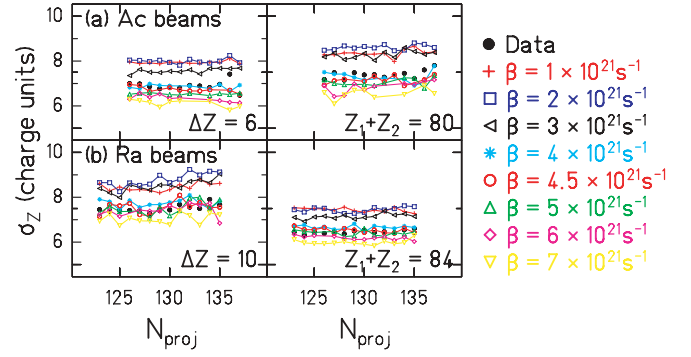 (a) Ac beams
8
6
ΔZ = 6
Z₁+Z₂ = 80
(b) Ra beams
10
8
6
ΔZ = 10
Z₁+Z₂ = 84
σZ (charge units)
125 130 135
125 130 135
Nproj
Nproj
Data
β = 1 × 10²¹s⁻¹
β = 2 × 10²¹s⁻¹
β = 3 × 10²¹s⁻¹
β = 4 × 10²¹s⁻¹
β = 4.5 × 10²¹s⁻¹
β = 5 × 10²¹s⁻¹
β = 6 × 10²¹s⁻¹
β = 7 × 10²¹s⁻¹